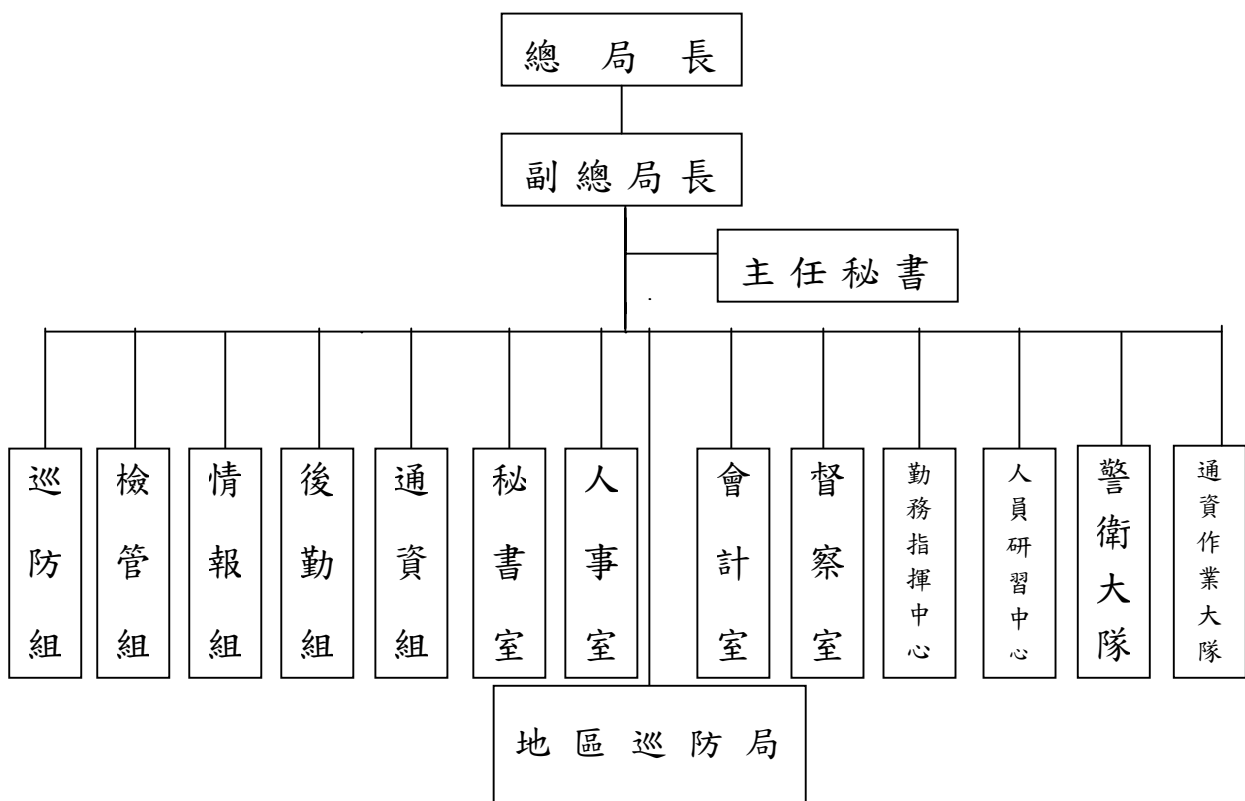 總局長
副總局長
主任秘書
巡防組
檢管組
情報組
後勤組
通資組
秘書室
人事室
會計室
督察室
勤務指揮中心
人員研習中心
警衛大隊
通資作業大隊
地區巡防局